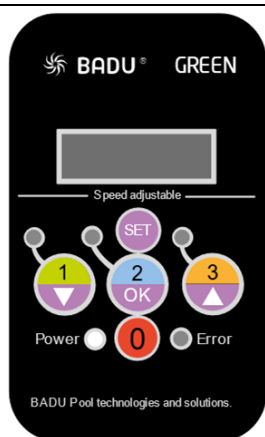 BADU® GREEN
Speed adjustable
SET
1 2 3
OK
Power 0 Error
BADU Pool technologies and solutions.